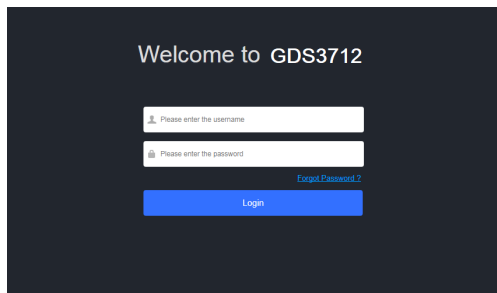 Welcome to GDS3712
Please enter the username
Please enter the password
Forgot Password ?
Login